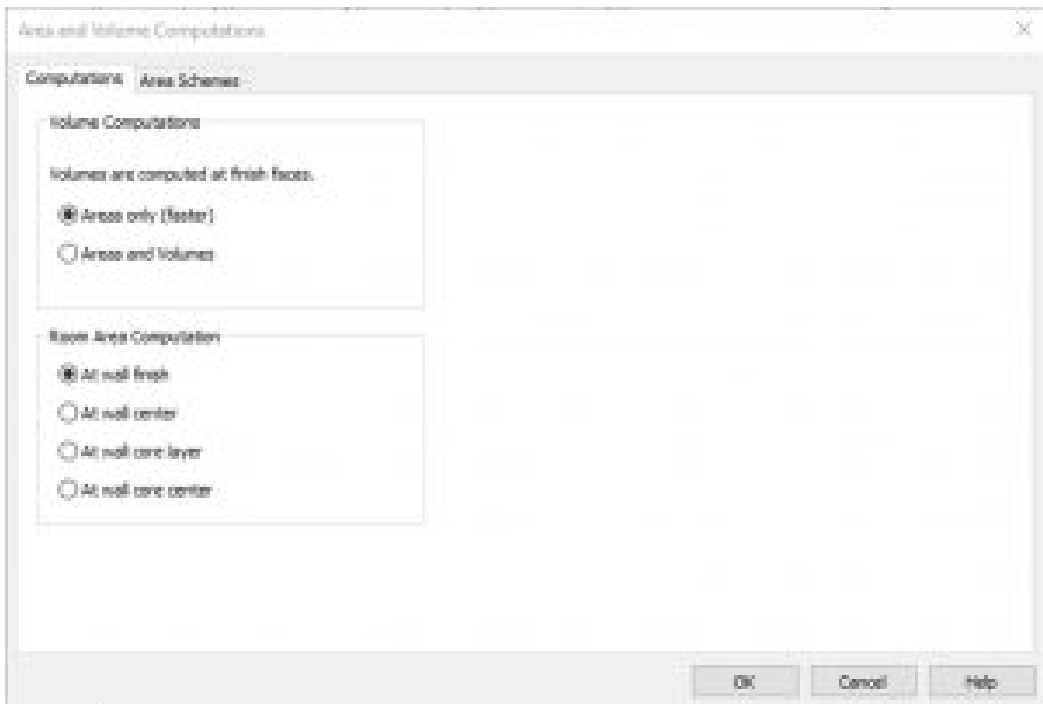 Area and Volume Computations
Computations
Area Schemes
Volume Computations
Volumes are computed at finish faces.
Areas only (faster)
Areas and Volumes
Room Area Computation
At wall finish
At wall center
At wall core layer
At wall core center
OK
Cancel
Help